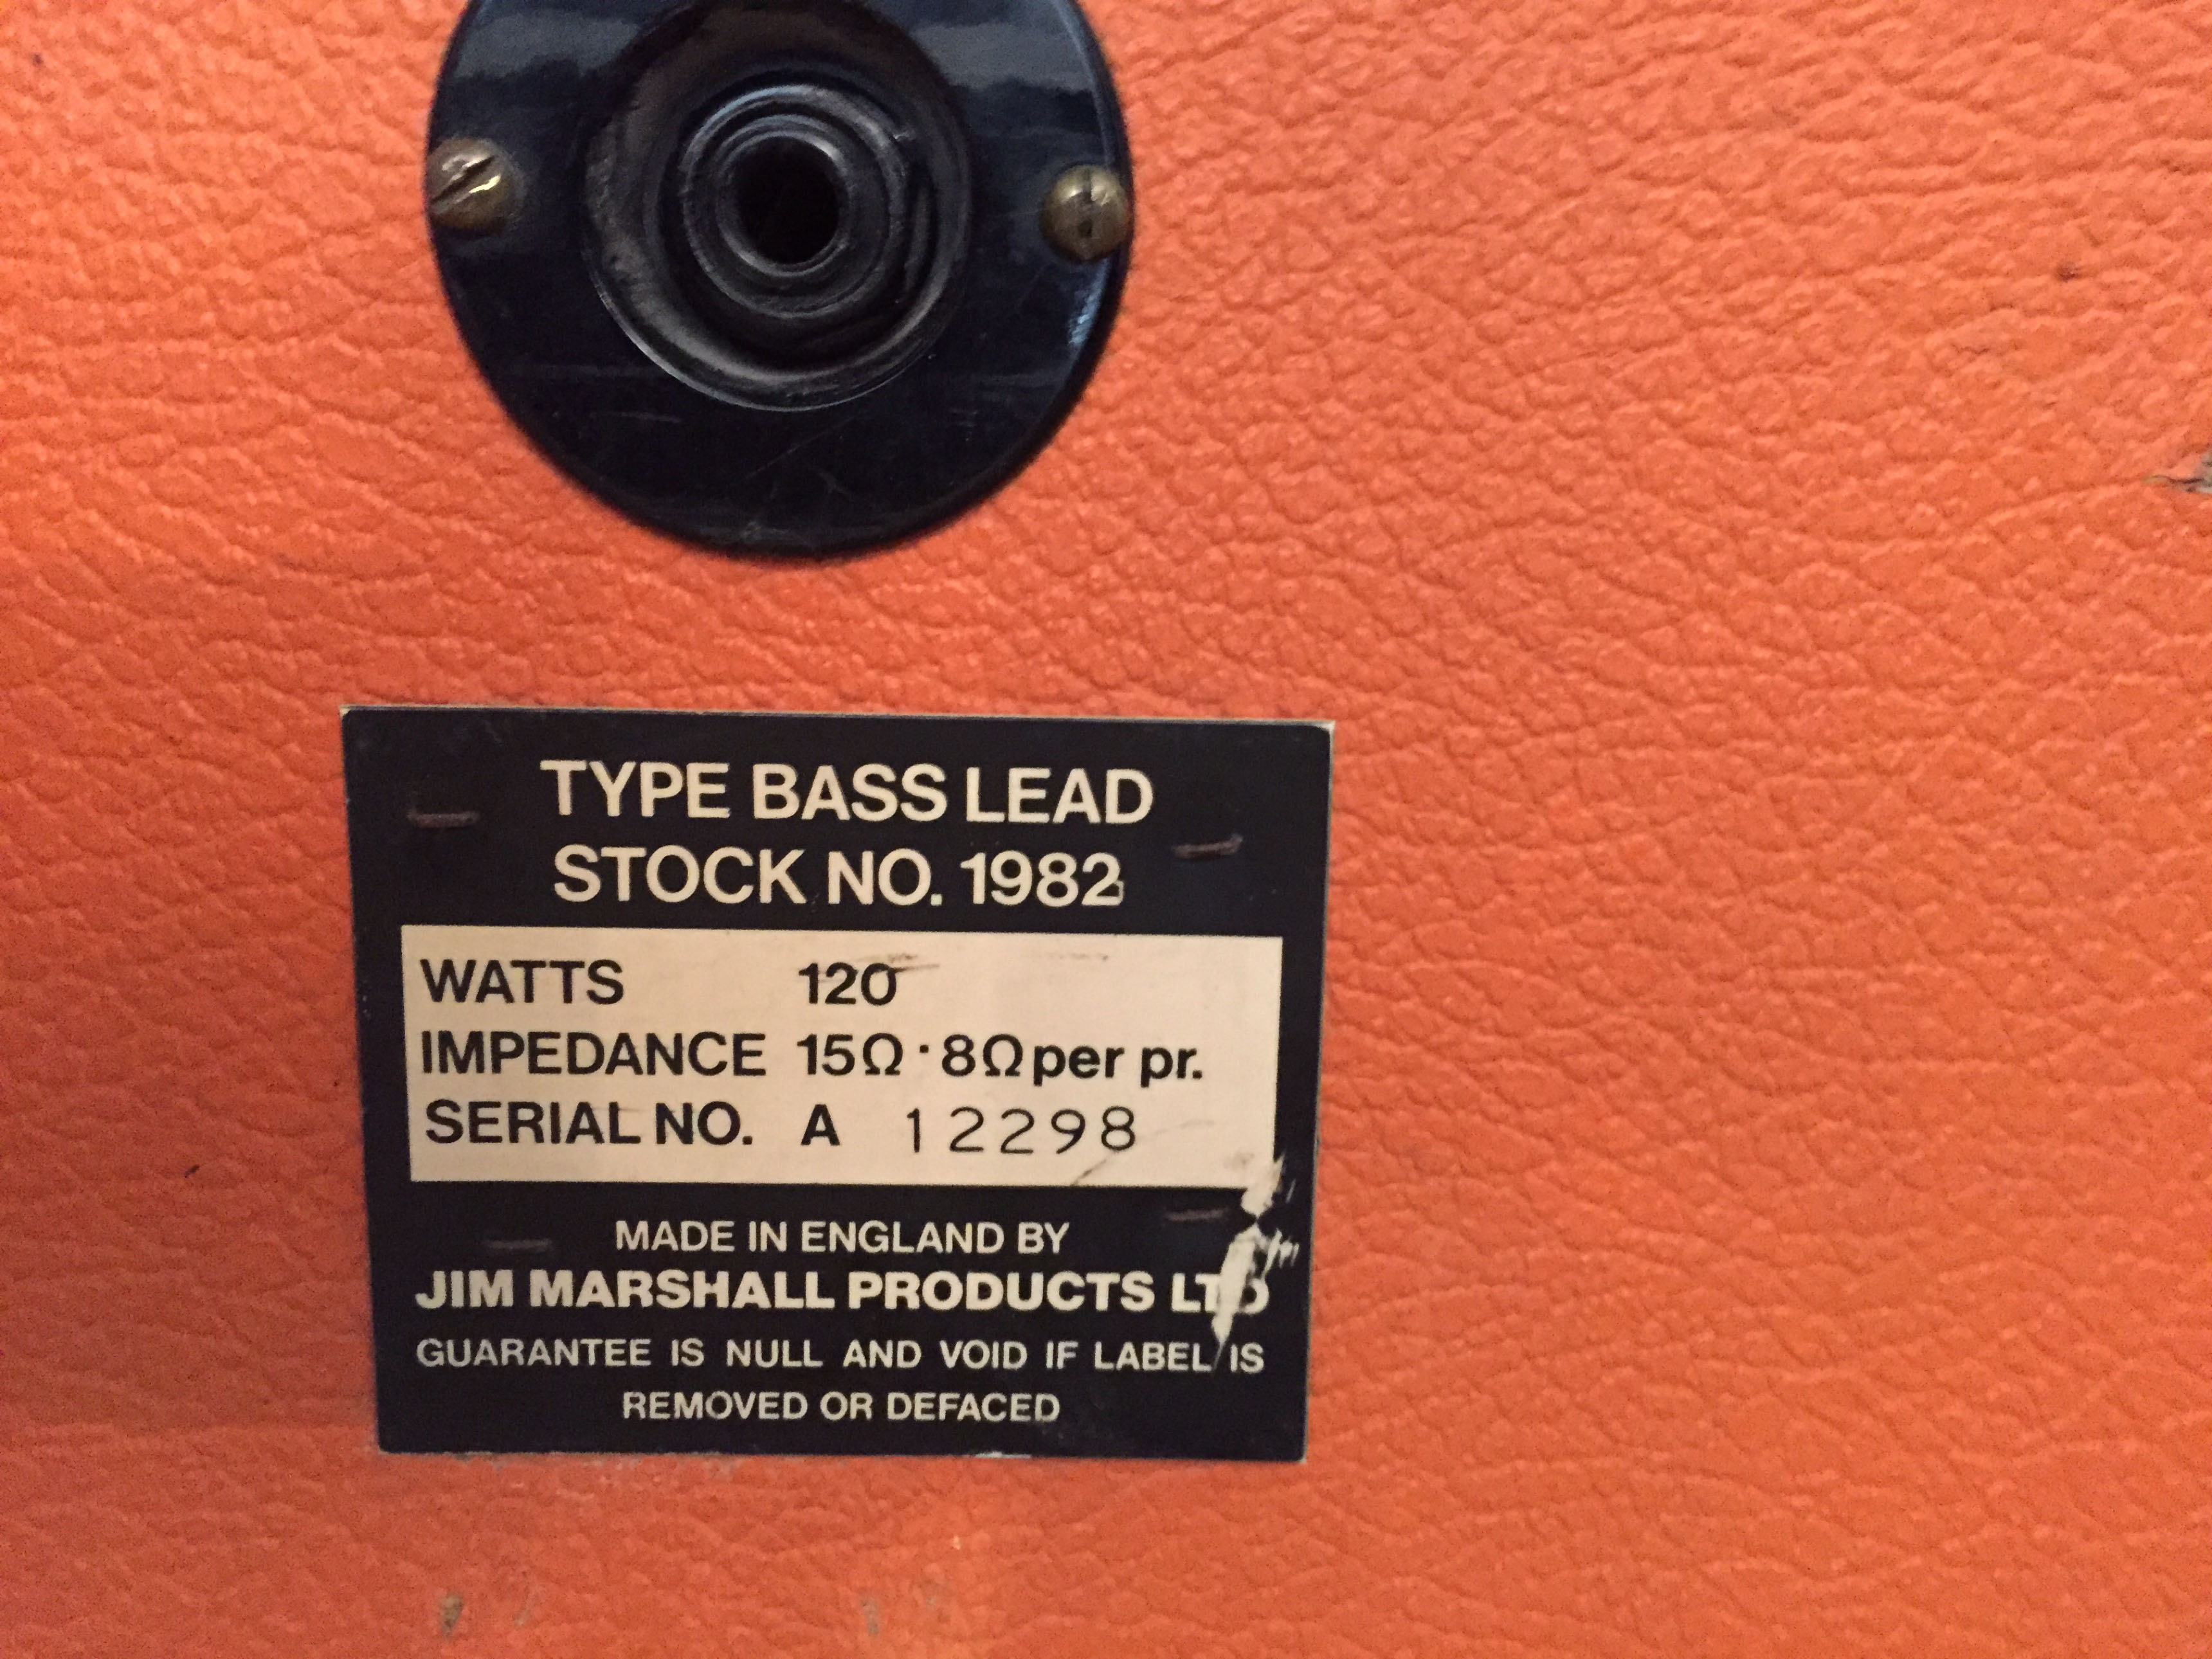 TYPE BASS LEAD
STOCK NO. 1982
WATTS 120
IMPEDANCE 15Ω·8Ω per pr.
SERIAL NO. A 12298
MADE IN ENGLAND BY
JIM MARSHALL PRODUCTS LTD
GUARANTEE IS NULL AND VOID IF LABEL IS
REMOVED OR DEFACED